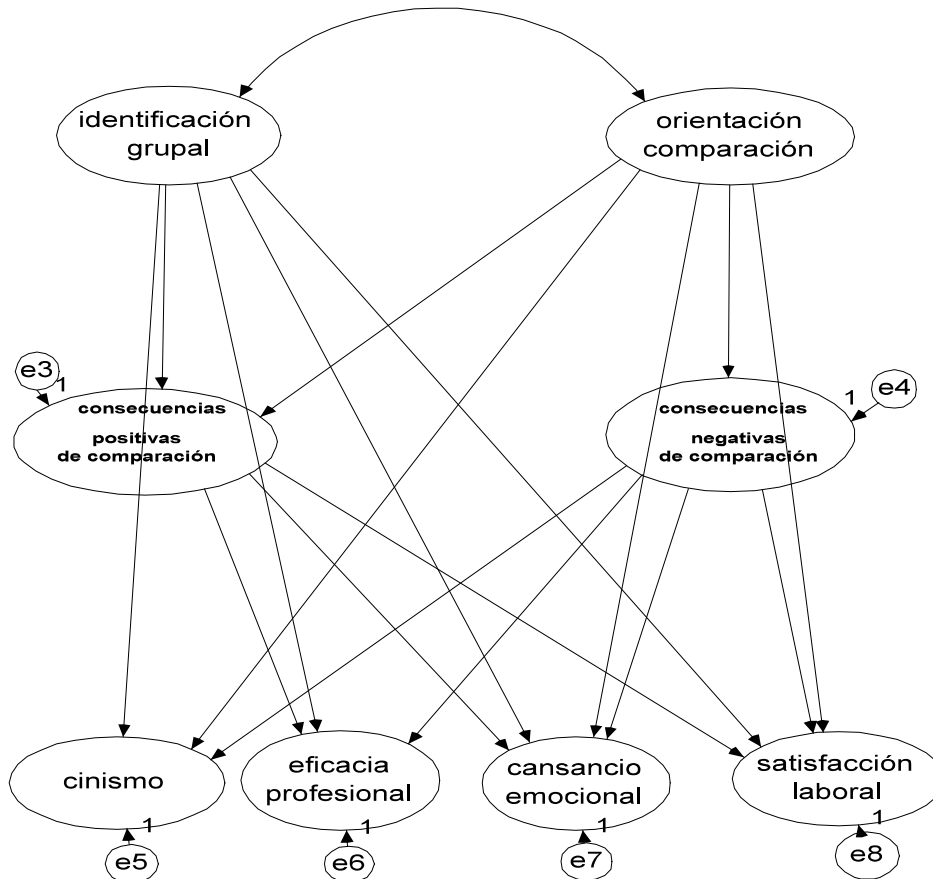 identificación
grupal
orientación
comparación
e3
1
consecuencias
positivas
de comparación
consecuencias
negativas
de comparación
1
e4
cinismo
1
e5
eficacia
profesional
1
e6
cansancio
emocional
1
e7
satisfacción
laboral
1
e8